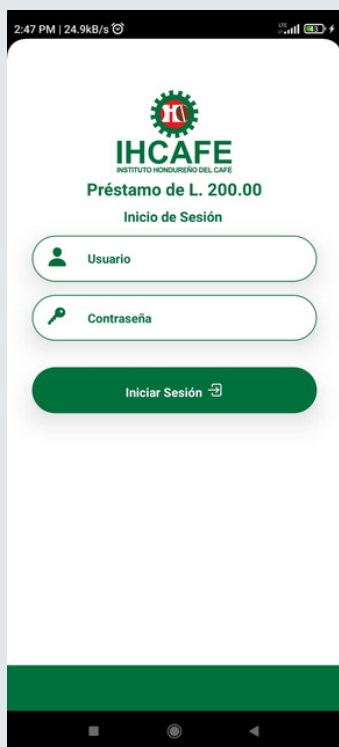 2:47 PM | 24.9kB/s
IHCAFE
INSTITUTO HONDUREÑO DEL CAFÉ
Préstamo de L. 200.00
Inicio de Sesión
Usuario
Contraseña
Iniciar Sesión